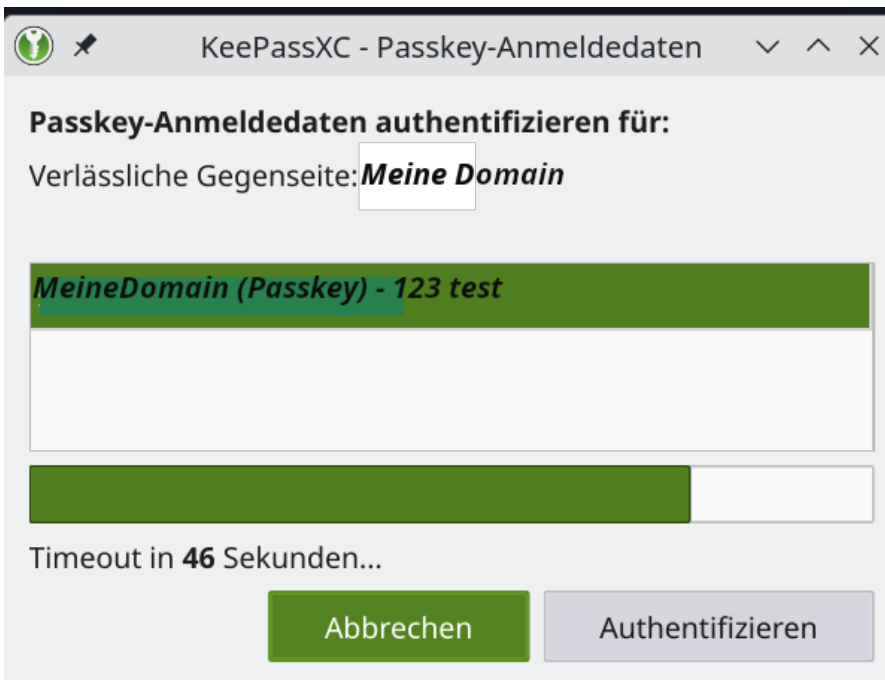 KeePassXC - Passkey-Anmeldedaten
Passkey-Anmeldedaten authentifizieren für:
Verlässliche Gegenseite: Meine Domain
MeineDomain (Passkey) - 123 test
Timeout in 46 Sekunden...
Abbrechen Authentifizieren